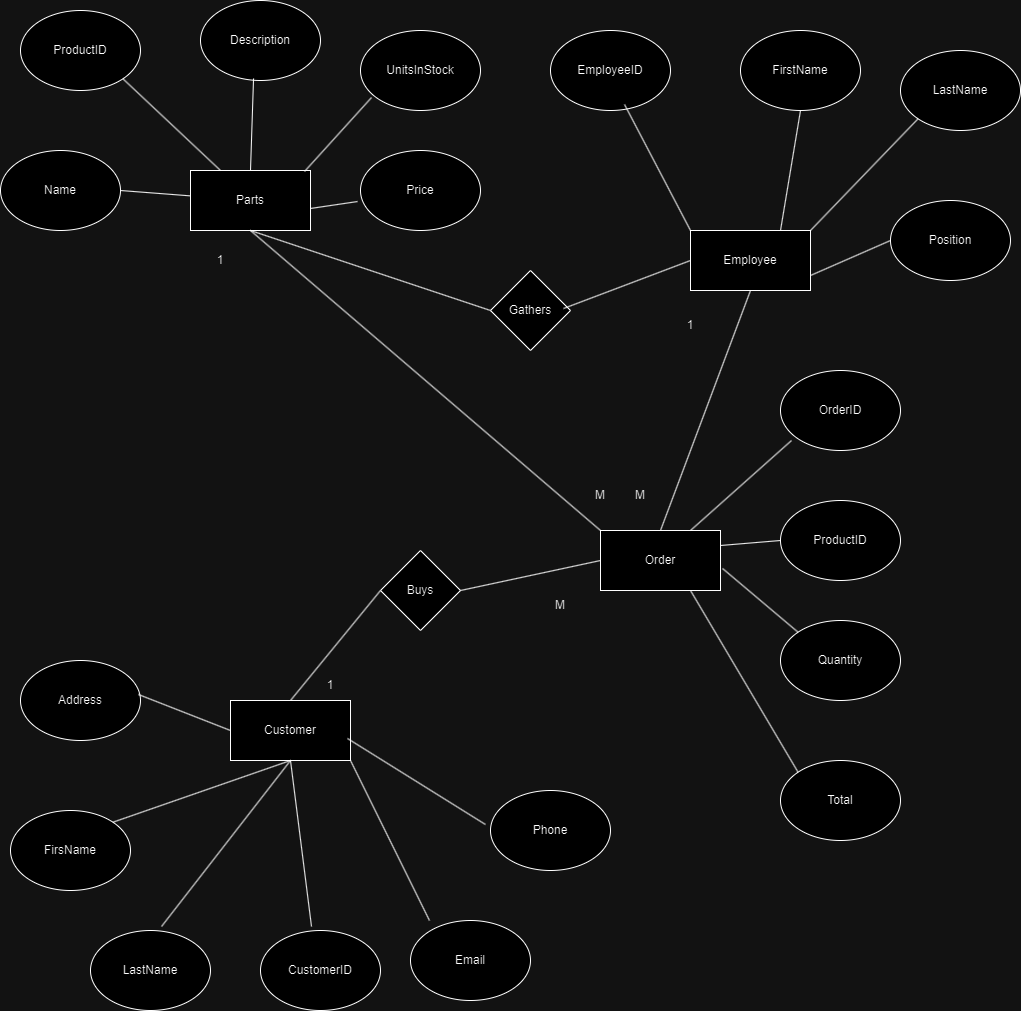 Description
ProductID
UnitsInStock
EmployeeID
FirstName
LastName
Name
Parts
Price
Position
1
Employee
Gathers
1
OrderID
M
M
ProductID
Order
Buys
M
Quantity
1
Address
Customer
Total
Phone
FirsName
LastName
CustomerID
Email